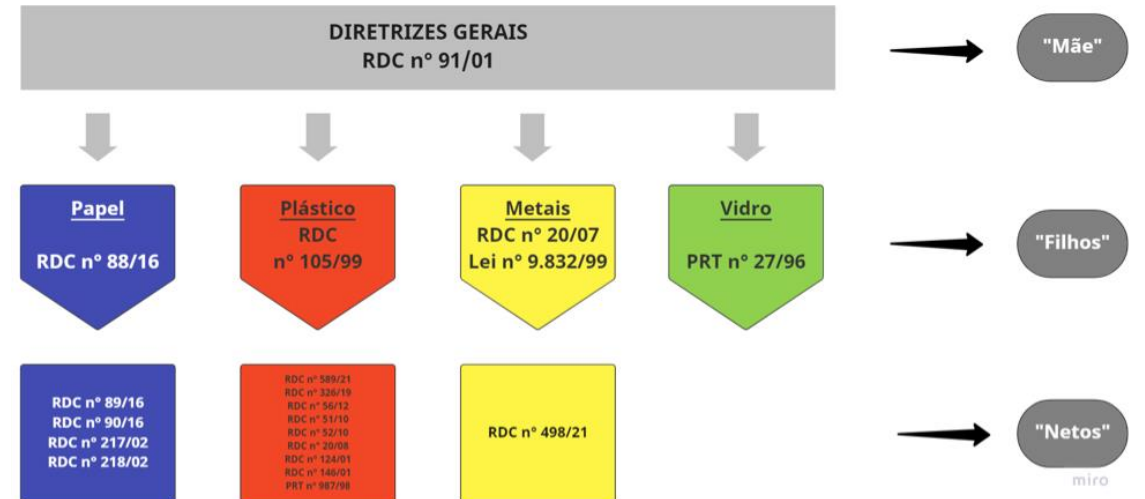 DIRETRIZES GERAIS
RDC nº 91/01
"Mãe"
Papel
RDC nº 88/16
Plástico
RDC
nº 105/99
Metais
RDC nº 20/07
Lei nº 9.832/99
Vidro
PRT nº 27/96
"Filhos"
RDC nº 89/16
RDC nº 90/16
RDC nº 217/02
RDC nº 218/02
RDC nº 589/21
RDC nº 326/19
RDC nº 56/12
RDC nº 51/10
RDC nº 52/10
RDC nº 20/08
RDC nº 124/01
RDC nº 146/01
PRT nº 987/98
RDC nº 498/21
"Netos"
miro